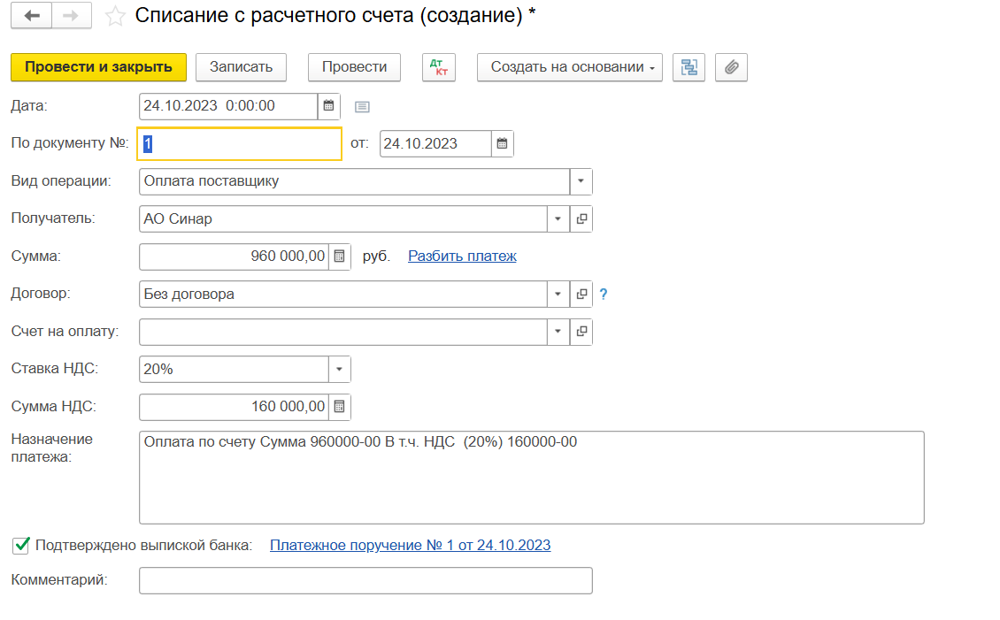 Списание с расчетного счета (создание) *
Провести и закрыть Записать Провести Дт Кт Создать на основании
Дата: 24.10.2023 0:00:00
По документу №: 1 от: 24.10.2023
Вид операции: Оплата поставщику
Получатель: АО Синар
Сумма: 960 000,00 руб. Разбить платеж
Договор: Без договора ?
Счет на оплату:
Ставка НДС: 20%
Сумма НДС: 160 000,00
Назначение платежа: Оплата по счету Сумма 960000-00 В т.ч. НДС (20%) 160000-00
Подтверждено выпиской банка: Платежное поручение № 1 от 24.10.2023
Комментарий: